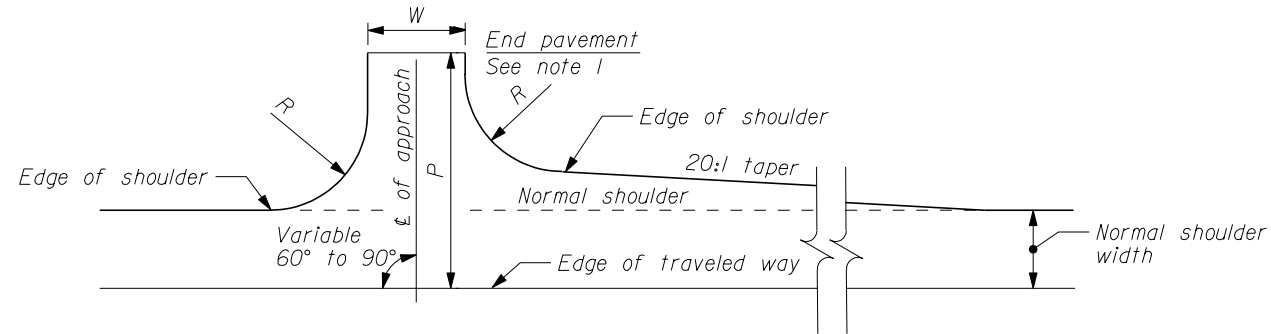 W
End pavement
See note 1
R
R
℄ of approach
P
Edge of shoulder
20:1 taper
Edge of shoulder
Normal shoulder
Variable
60° to 90°
Edge of traveled way
Normal shoulder
width